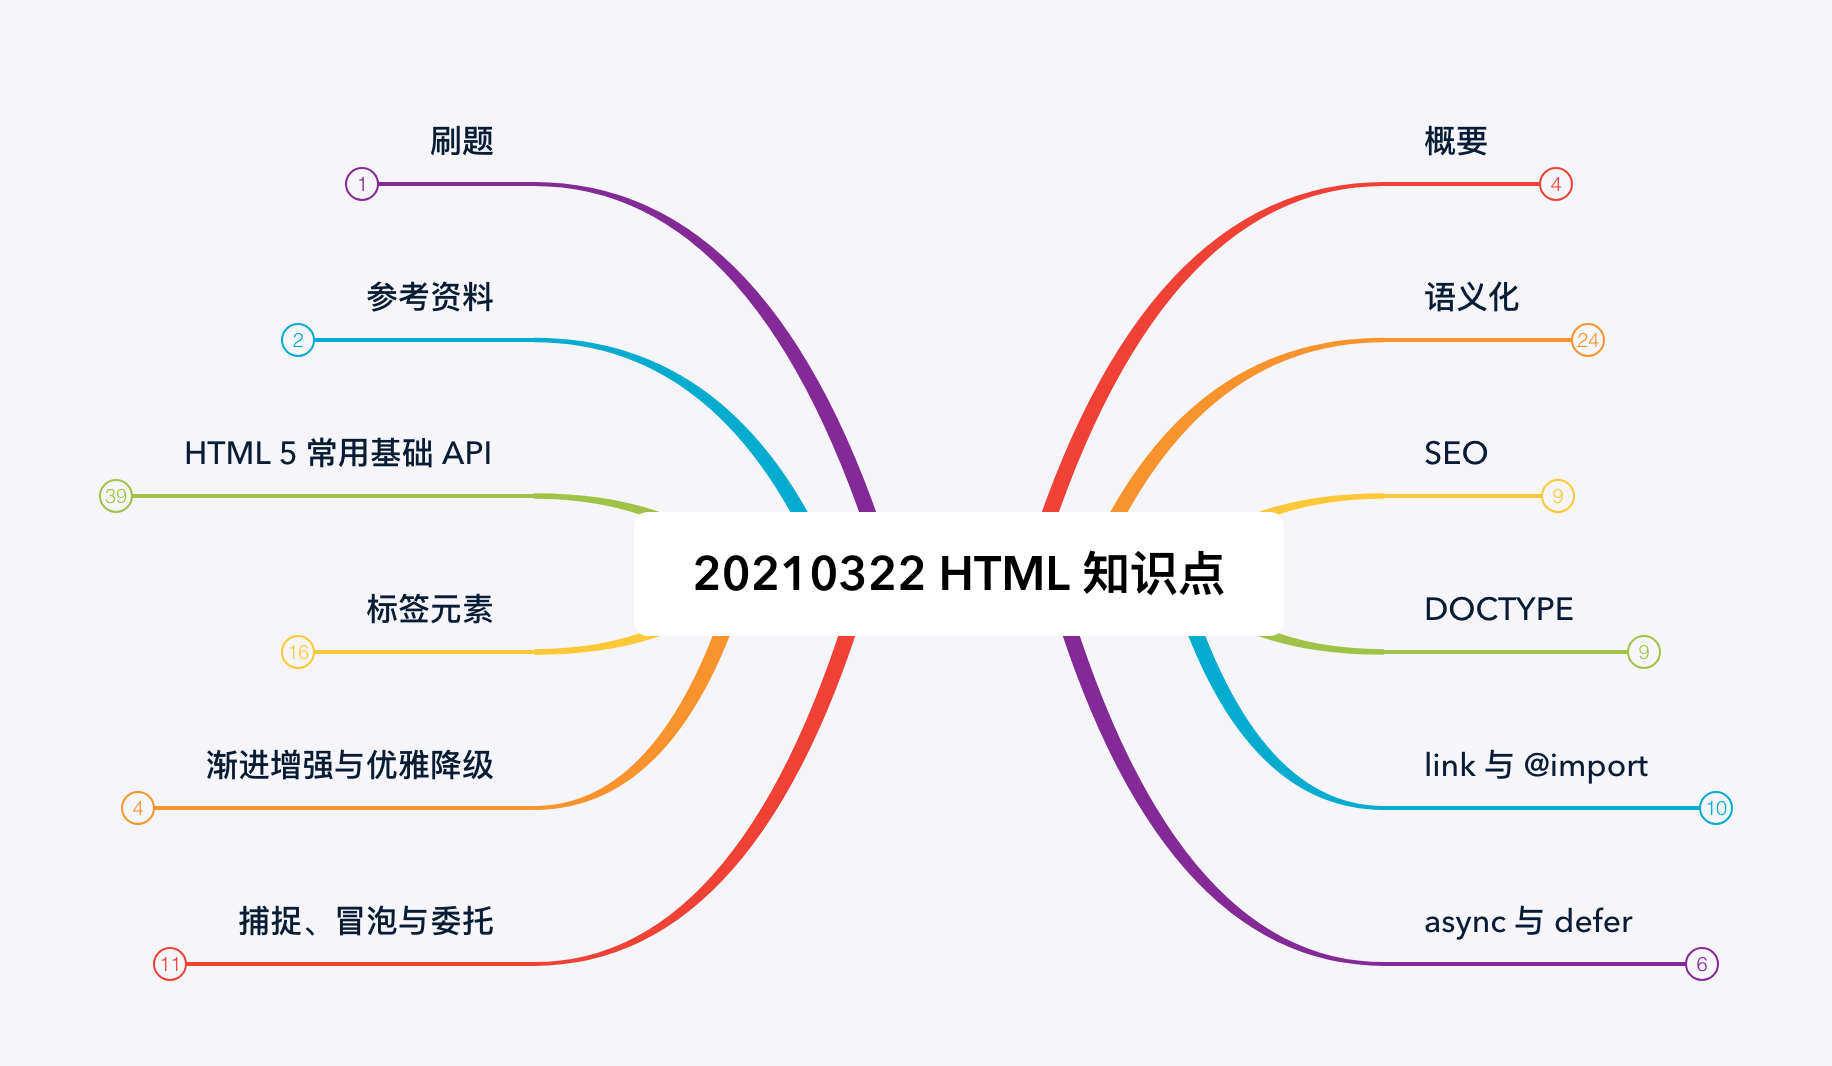 刷题
1
参考资料
2
HTML 5 常用基础 API
39
标签元素
16
渐进增强与优雅降级
4
捕捉、冒泡与委托
11
20210322 HTML 知识点
概要
4
语义化
24
SEO
9
DOCTYPE
9
link 与 @import
10
async 与 defer
6